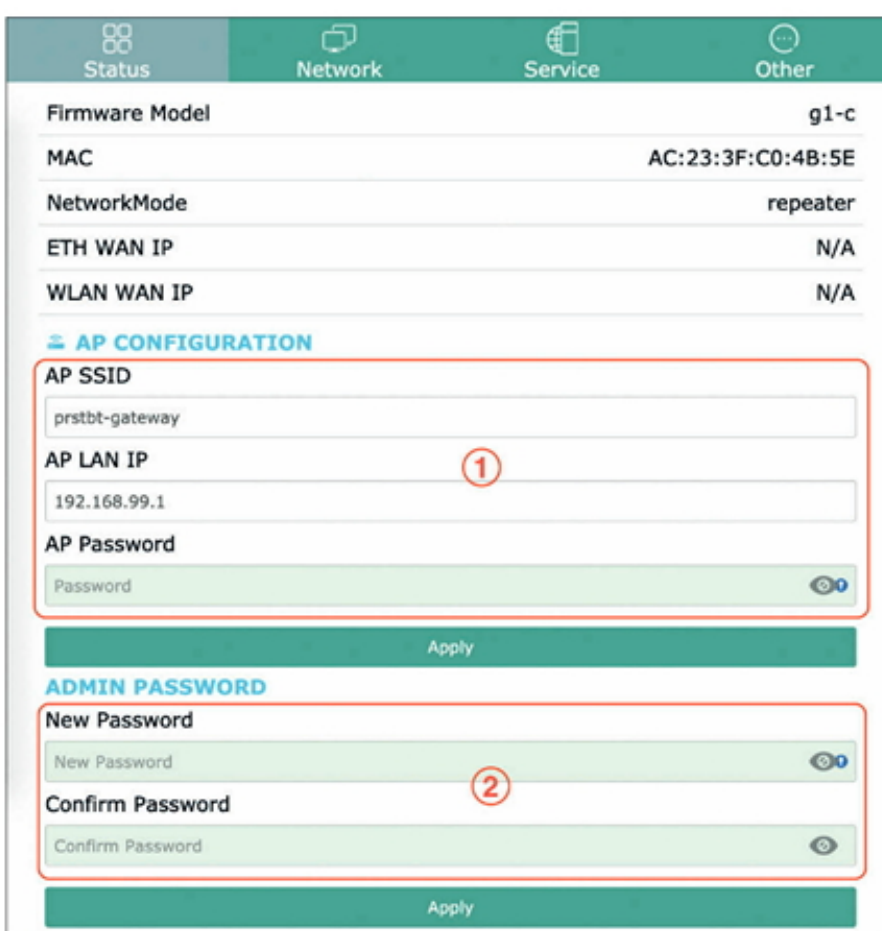 Status Network Service Other
Firmware Model g1-c
MAC AC:23:3F:C0:4B:5E
NetworkMode repeater
ETH WAN IP N/A
WLAN WAN IP N/A
AP CONFIGURATION
AP SSID
prstbt-gateway
AP LAN IP
①
192.168.99.1
AP Password
Password
Apply
ADMIN PASSWORD
New Password
New Password
②
Confirm Password
Confirm Password
Apply